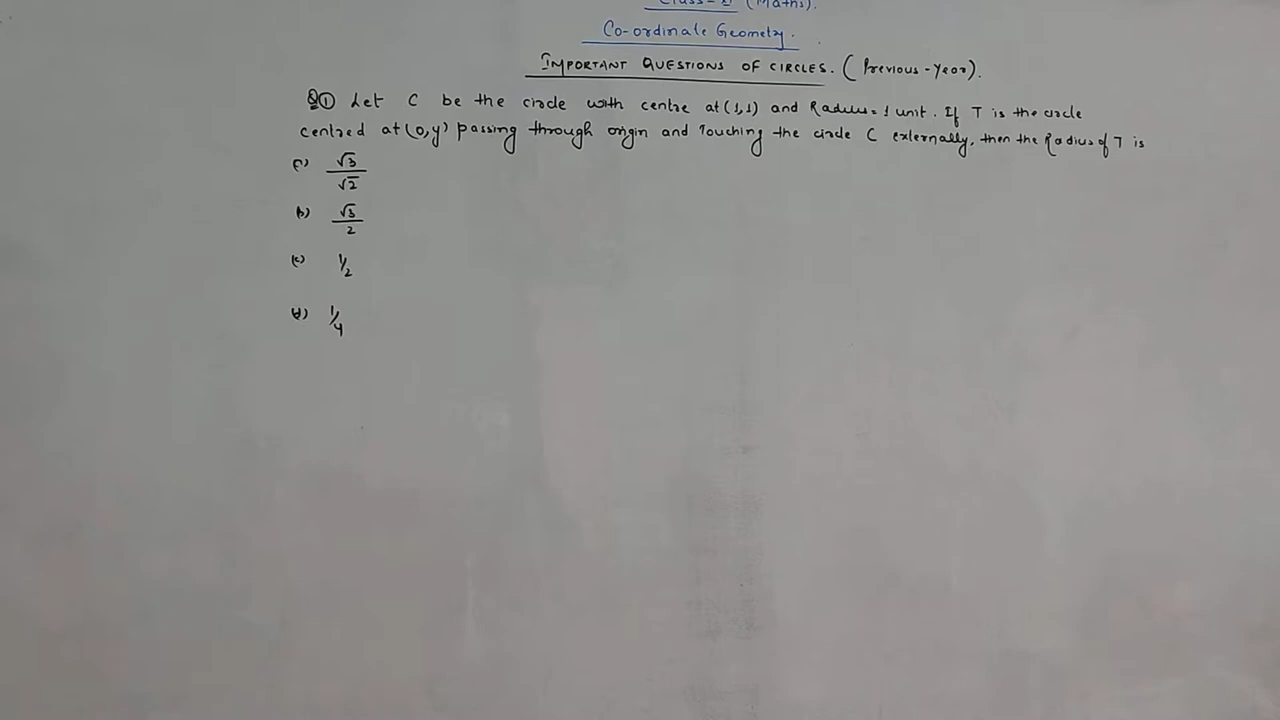 (Maths).
Co-ordinate Geometry.
IMPORTANT QUESTIONS OF CIRCLES. (Previous-Year).
Q① Let C be the circle with centre at (1,1) and Radius = 1 unit. If T is the circle
centred at (0,y) passing through origin and Touching the circle C externally, then the Radius of T is
a) √3/√2
b) √3/2
c) 1/2
d) 1/4